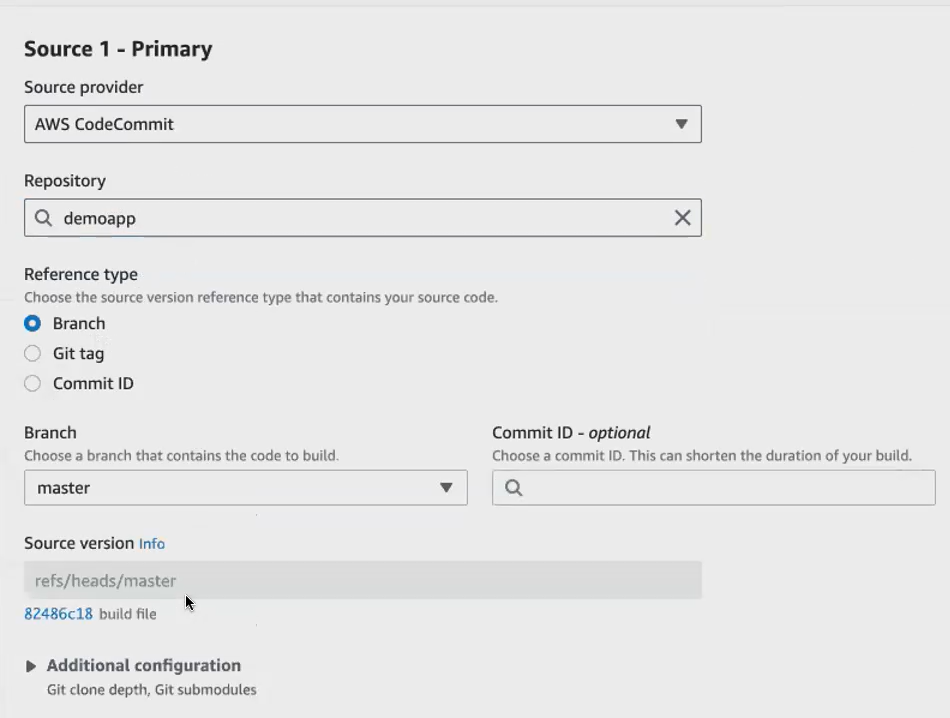 Source 1 - Primary
Source provider
AWS CodeCommit
Repository
demoapp
Reference type
Choose the source version reference type that contains your source code.
Branch
Git tag
Commit ID
Branch
Choose a branch that contains the code to build.
master
Commit ID - optional
Choose a commit ID. This can shorten the duration of your build.
Source version Info
refs/heads/master
82486c18 build file
Additional configuration
Git clone depth, Git submodules